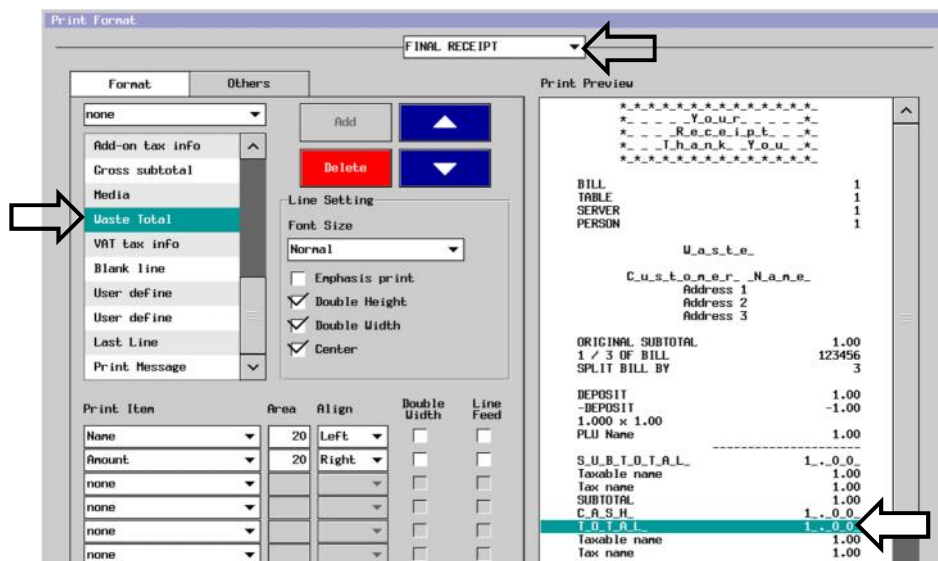 Print Format
FINAL RECEIPT
Format
Others
none
Add-on tax info
Gross subtotal
Media
Waste Total
VAT tax info
Blank line
User define
User define
Last Line
Print Message
Add
Delete
Line Setting
Font Size
Normal
Emphasis print
Double Height
Double Width
Center
Print Item Area Align Double Width Line Feed
Name 20 Left
Amount 20 Right
none
none
none
none
Print Preview
*_*_*_*_*_*_*_*_*_*_*_*_*_*_
*_ _ _ _ _Y_o_u_r_ _ _ _ _*_
*_ _ _ _R_e_c_e_i_p_t_ _ _ _*_
*_ _ _T_h_a_n_k_ _Y_o_u_ _ _*_
*_*_*_*_*_*_*_*_*_*_*_*_*_*_
BILL 1
TABLE 1
SERVER 1
PERSON 1
W_a_s_t_e_
C_u_s_t_o_m_e_r_ _N_a_m_e_
Address 1
Address 2
Address 3
ORIGINAL SUBTOTAL 1.00
1 / 3 OF BILL 123456
SPLIT BILL BY 3
DEPOSIT 1.00
-DEPOSIT -1.00
1.000 x 1.00
PLU Name 1.00
--------------------
S_U_B_T_O_T_A_L_ 1_._0_0_
Taxable name 1.00
Tax name 1.00
SUBTOTAL 1.00
C_A_S_H_ 1_._0_0_
T_O_T_A_L_ 1_._0_0_
Taxable name 1.00
Tax name 1.00